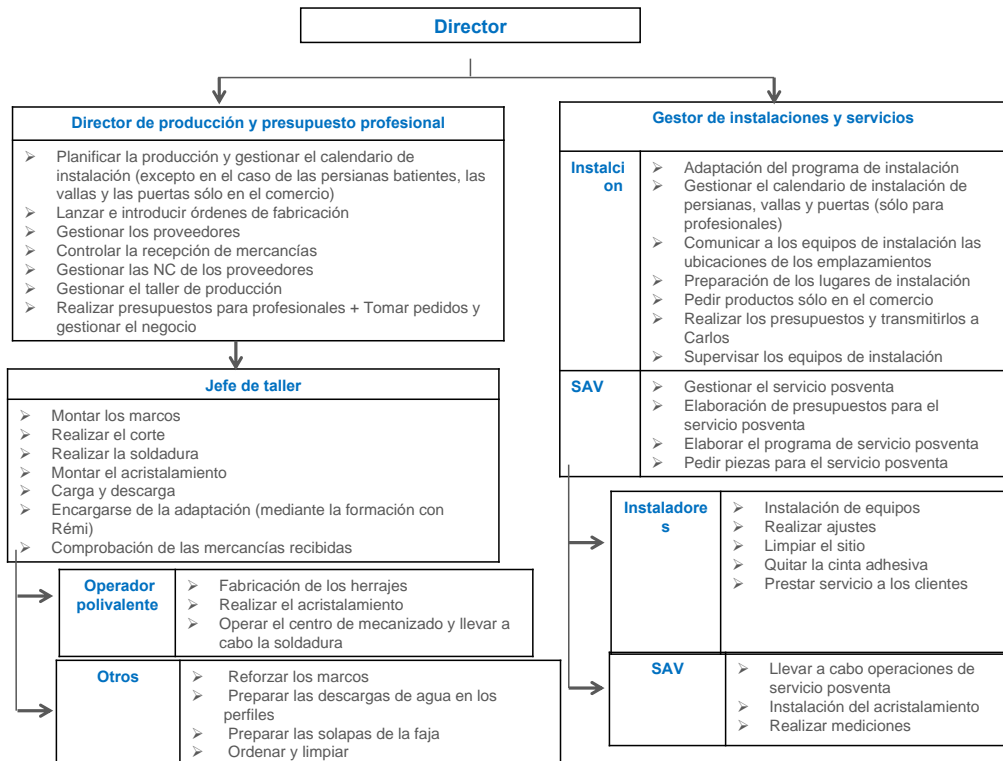 Director
Director de producción y presupuesto profesional
Planificar la producción y gestionar el calendario de
instalación (excepto en el caso de las persianas batientes, las
vallas y las puertas sólo en el comercio)
Lanzar e introducir órdenes de fabricación
Gestionar los proveedores
Controlar la recepción de mercancías
Gestionar las NC de los proveedores
Gestionar el taller de producción
Realizar presupuestos para profesionales + Tomar pedidos y
gestionar el negocio
Jefe de taller
Montar los marcos
Realizar el corte
Realizar la soldadura
Montar el acristalamiento
Carga y descarga
Encargarse de la adaptación (mediante la formación con
Rémi)
Comprobación de las mercancías recibidas
Operador
polivalente
Fabricación de los herrajes
Realizar el acristalamiento
Operar el centro de mecanizado y llevar a
cabo la soldadura
Otros
Reforzar los marcos
Preparar las descargas de agua en los
perfiles
Preparar las solapas de la faja
Ordenar y limpiar
Gestor de instalaciones y servicios
Instalci
on
Adaptación del programa de instalación
Gestionar el calendario de instalación de
persianas, vallas y puertas (sólo para
profesionales)
Comunicar a los equipos de instalación las
ubicaciones de los emplazamientos
Preparación de los lugares de instalación
Pedir productos sólo en el comercio
Realizar los presupuestos y transmitirlos a
Carlos
Supervisar los equipos de instalación
SAV
Gestionar el servicio posventa
Elaboración de presupuestos para el
servicio posventa
Elaborar el programa de servicio posventa
Pedir piezas para el servicio posventa
Instaladore
s
Instalación de equipos
Realizar ajustes
Limpiar el sitio
Quitar la cinta adhesiva
Prestar servicio a los clientes
SAV
Llevar a cabo operaciones de
servicio posventa
Instalación del acristalamiento
Realizar mediciones